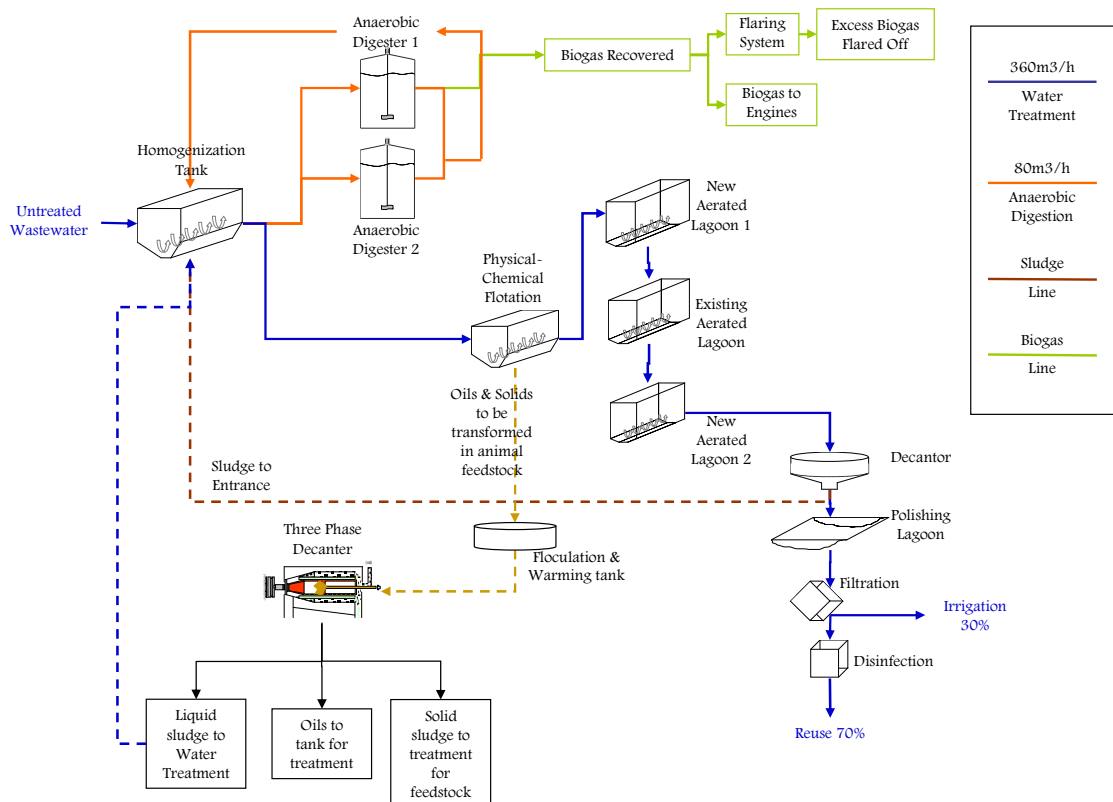 Anaerobic
Digester 1
Flaring
System
Excess Biogas
Flared Off
Biogas Recovered
Biogas to
Engines
360m3/h
Water
Treatment
80m3/h
Anaerobic
Digestion
Sludge
Line
Biogas
Line
Homogenization
Tank
Untreated
Wastewater
Anaerobic
Digester 2
New
Aerated
Lagoon 1
Physical-
Chemical
Flotation
Existing
Aerated
Lagoon
Oils & Solids
to be
transformed
in animal
feedstock
New
Aerated
Lagoon 2
Decantor
Sludge to
Entrance
Polishing
Lagoon
Three Phase
Decanter
Floculation &
Warming tank
Filtration
Irrigation
30%
Disinfection
Reuse 70%
Liquid
sludge to
Water
Treatment
Oils to
tank for
treatment
Solid
sludge to
treatment
for
feedstock